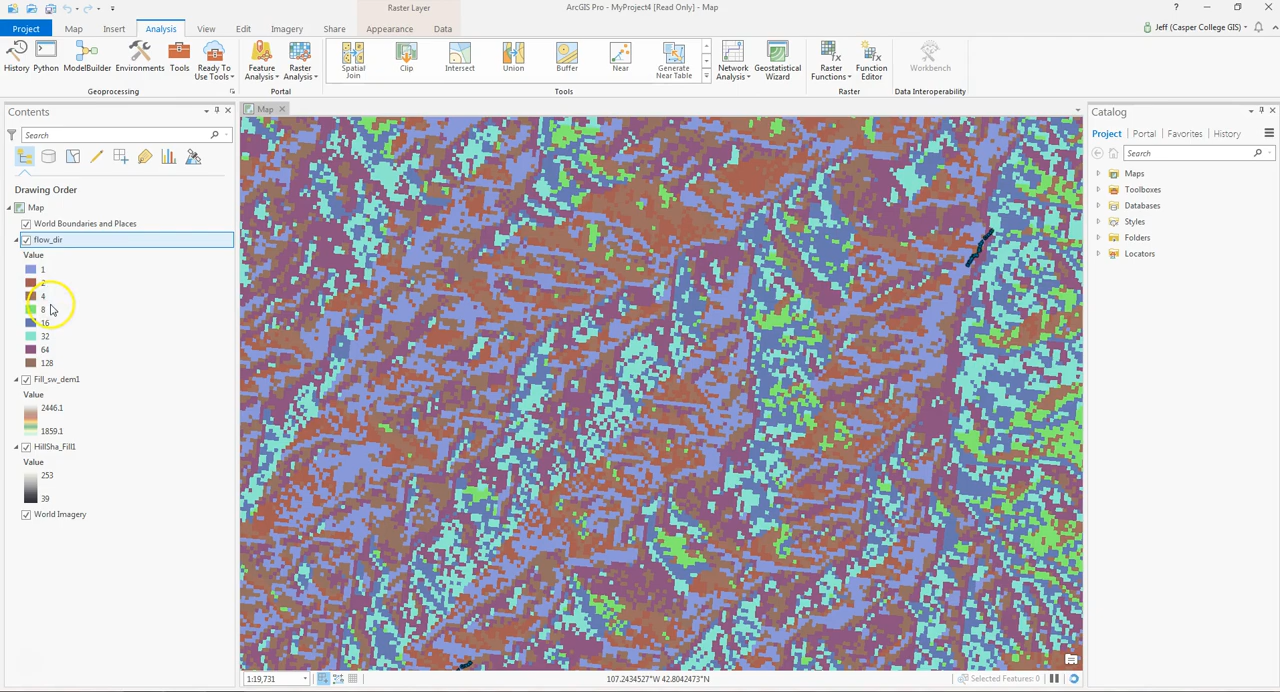 Raster Layer
ArcGIS Pro - MyProject4 [Read Only] - Map
Project Map Insert Analysis View Edit Imagery Share Appearance Data
Jeff (Casper College GIS)
History Python ModelBuilder Environments Tools Ready To Use Tools
Feature Analysis Raster Analysis
Spatial Join Clip Intersect Union Buffer Near Generate Near Table
Network Analysis Geostatistical Wizard Raster Functions Function Editor Workbench
Geoprocessing Portal Tools Raster Data Interoperability
Contents
Search
Drawing Order
Map
World Boundaries and Places
flow_dir
Value
1
2
4
8
16
32
64
128
Fill_sw_dem1
Value
2446.1
1859.1
HillSha_Fill1
Value
253
39
World Imagery
Map
1:19,731
107.2434527°W 42.8042473°N
Selected Features: 0
Catalog
Project Portal Favorites History
Search
Maps
Toolboxes
Databases
Styles
Folders
Locators